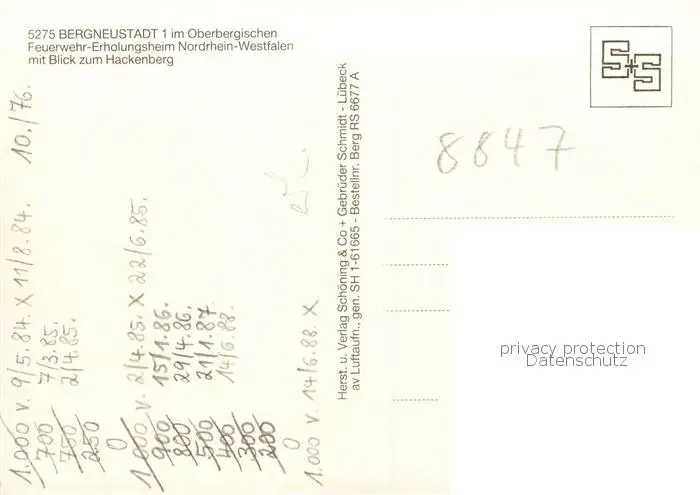 5275 BERGNEUSTADT 1 im Oberbergischen
Feuerwehr-Erholungsheim Nordrhein-Westfalen
mit Blick zum Hackenberg
S+S
8847
10./76.
1.000 v. 9/5.84. X 11/8.84.
700 7/3.85.
750 2/4.85.
250
0
1.000 v. 2/4.85. X 22/6.85.
900 15/1.86.
800 29/4.86.
500 21/1.87
400 14/6.88.
300
200
0
1.000 v. 14/6.88. X
Herst. u. Verlag Schöning & Co + Gebrüder Schmidt - Lübeck
av Luftaufn., gen. SH 1-61665 - Bestellnr. Berg RS 6677 A
privacy protection
Datenschutz